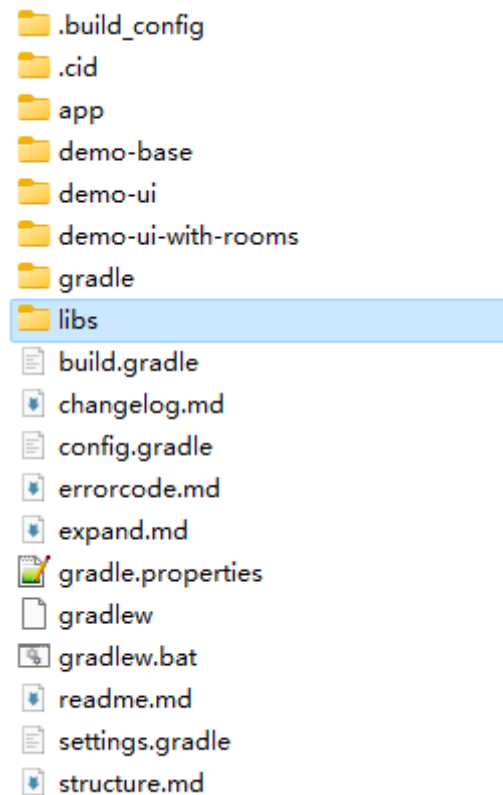 .build_config
.cid
app
demo-base
demo-ui
demo-ui-with-rooms
gradle
libs
build.gradle
changelog.md
config.gradle
errorcode.md
expand.md
gradle.properties
gradlew
gradlew.bat
readme.md
settings.gradle
structure.md